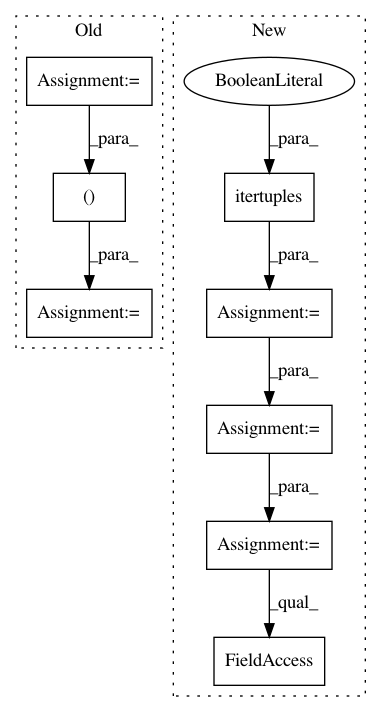 Old
New
Assignment:=
_para_
()
_para_
Assignment:=
BooleanLiteral
_para_
itertuples
_para_
Assignment:=
_para_
Assignment:=
_para_
Assignment:=
_qual_
FieldAccess